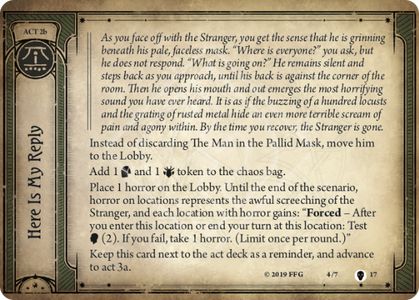 ACT 2b
Here Is My Reply
As you face off with the Stranger, you get the sense that he is grinning
beneath his pale, faceless mask. “Where is everyone?” you ask, but
he does not respond. “What is going on?” He remains silent and
steps back as you approach, until his back is against the corner of the
room. Then he opens his mouth and out emerges the most horrifying
sound you have ever heard. It is as if the buzzing of a hundred locusts
and the grating of rusted metal hide an even more terrible scream of
pain and agony within. By the time you recover, the Stranger is gone.
Instead of discarding The Man in the Pallid Mask, move him
to the Lobby.
Add 1 and 1 token to the chaos bag.
Place 1 horror on the Lobby. Until the end of the scenario,
horror on locations represents the awful screeching of the
Stranger, and each location with horror gains: “Forced – After
you enter this location or end your turn at this location: Test
(2). If you fail, take 1 horror. (Limit once per round.)”
Keep this card next to the act deck as a reminder, and advance
to act 3a.
© 2019 FFG 4/7 17